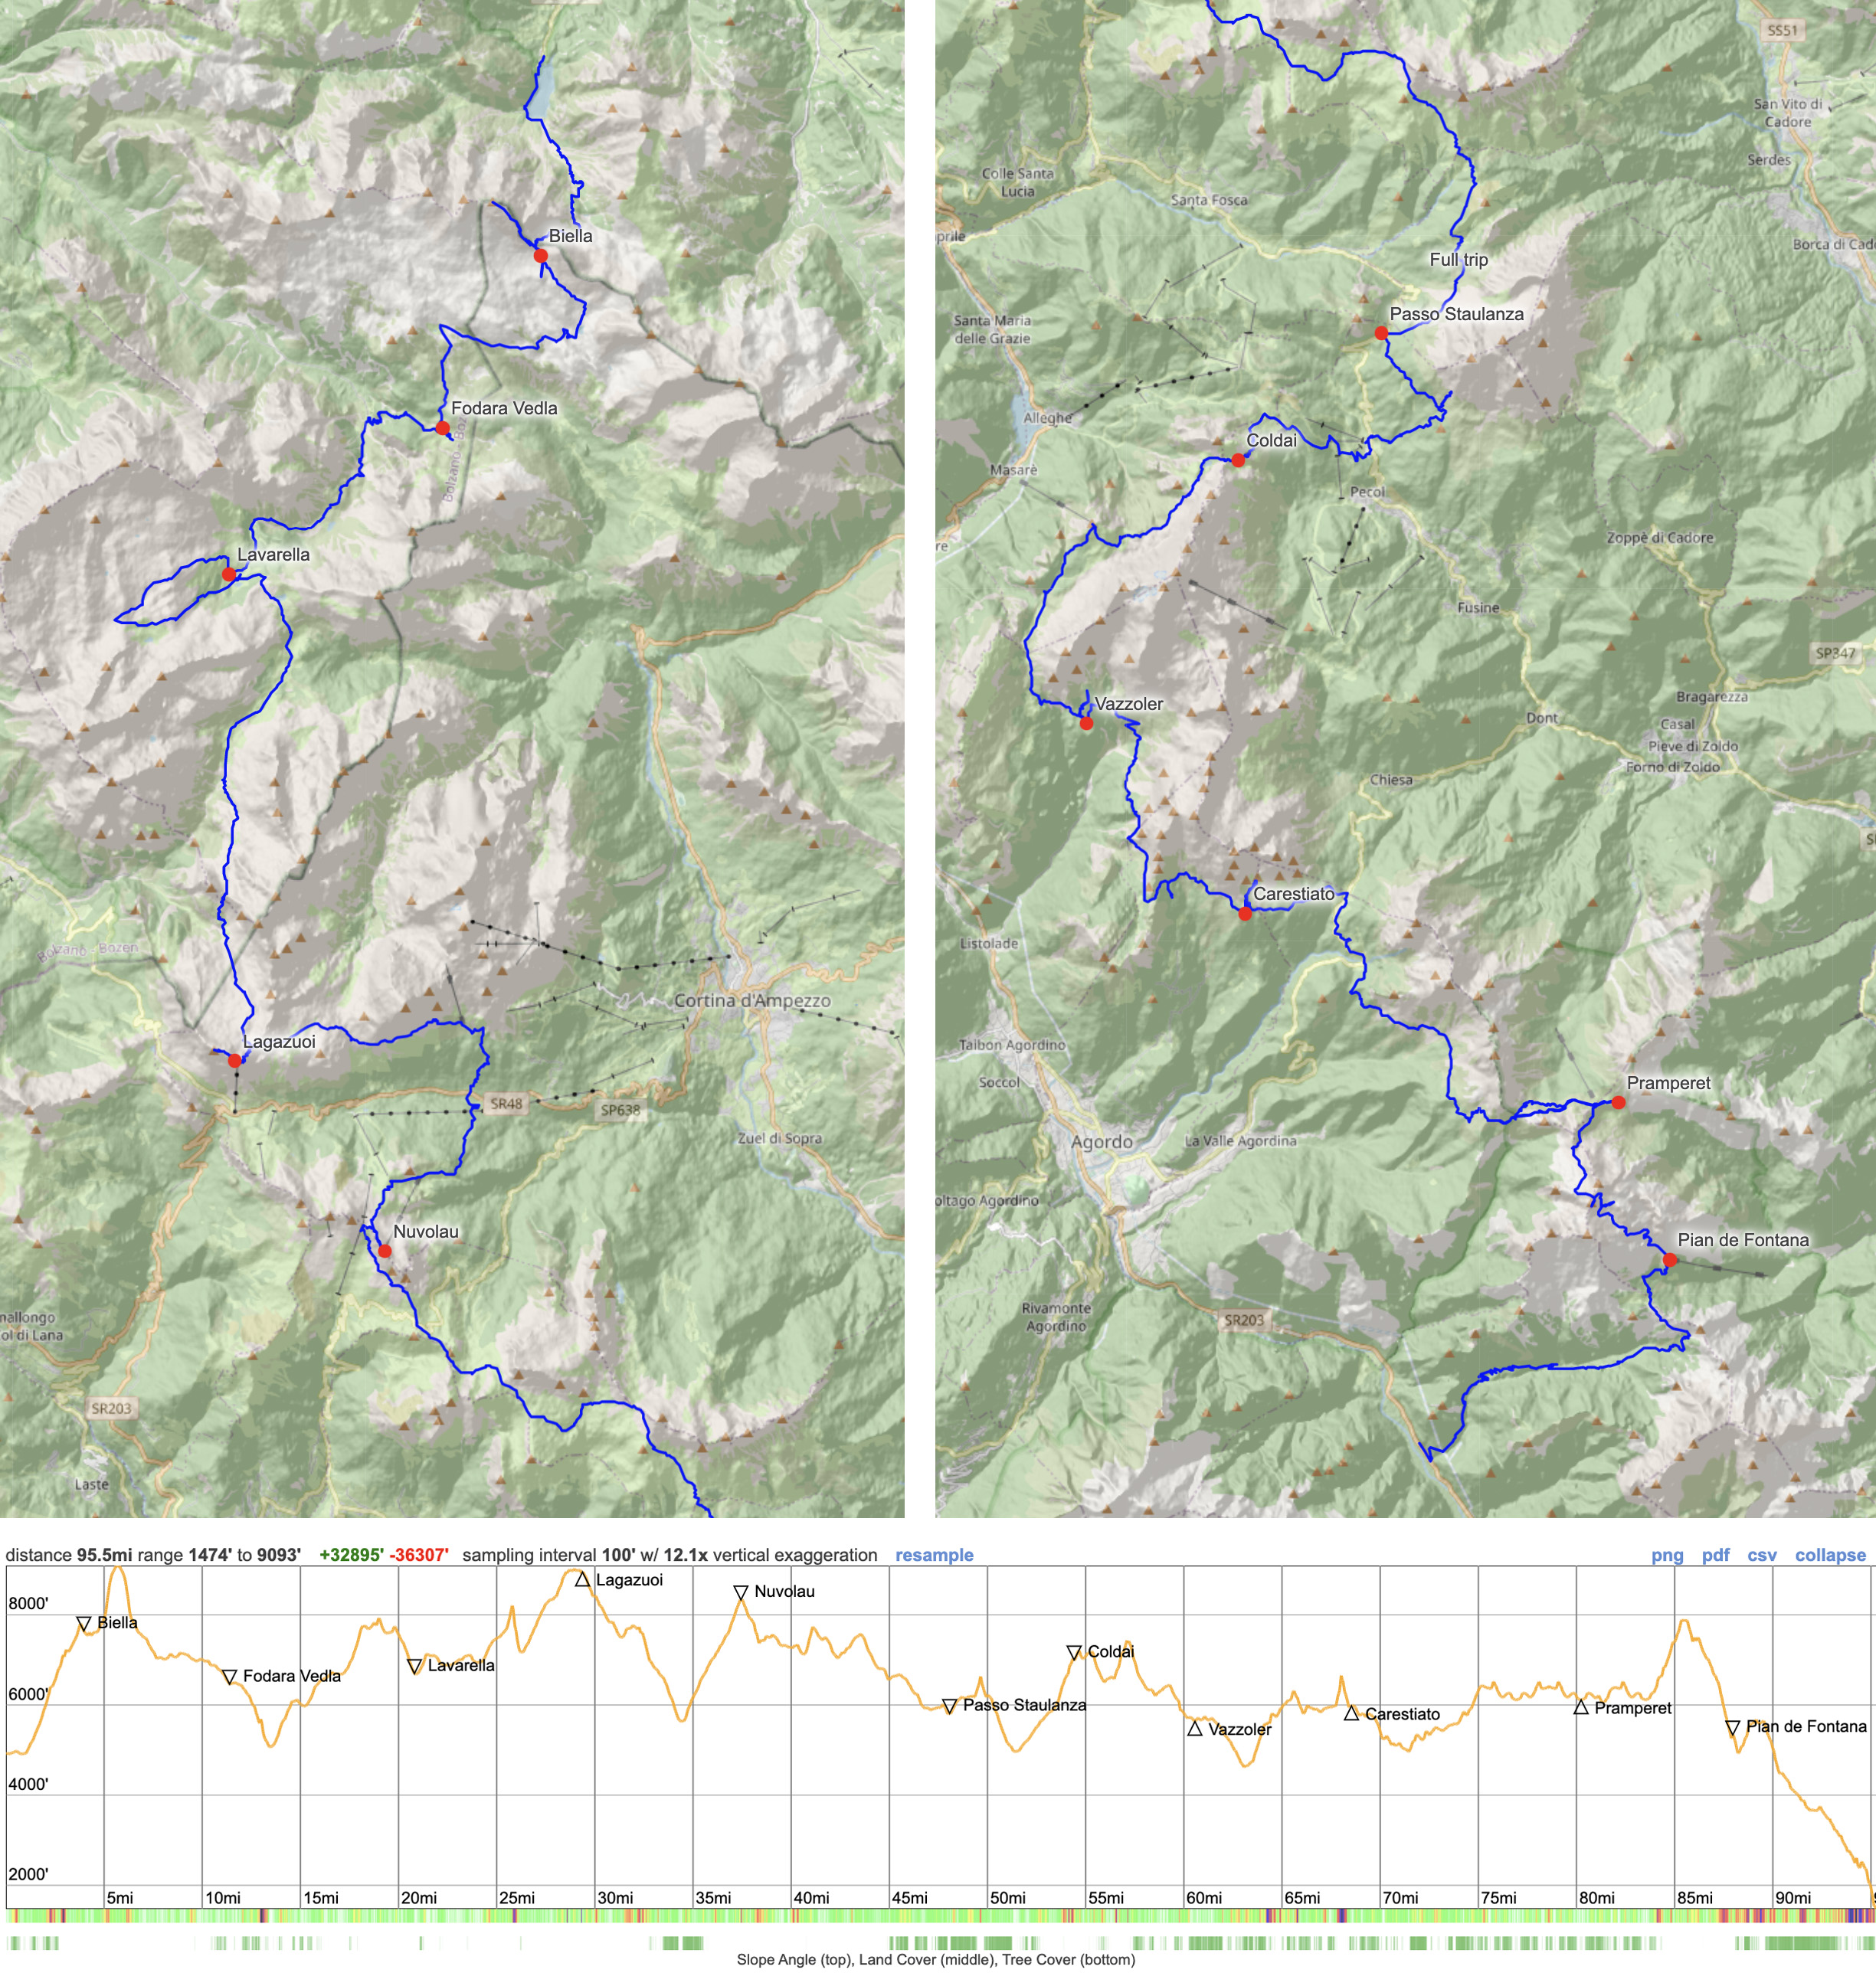 Biella
Fodara Vedla
Bolzano - Boz
Lavarella
Bolzano - Bozen
Cortina d'Ampezzo
Lagazuoi
SR48
SP638
Zuel di Sopra
Nuvolau
nallongo
ol di Lana
SR203
Laste
SS51
San Vito di
Cadore
Serdes
Colle Santa
Lucia
Santa Fosca
aprile
Borca di Cad
Full trip
Passo Staulanza
Santa Maria
delle Grazie
Alleghe
Coldai
Masarè
Pecol
re
Zoppè di Cadore
Fusine
SP347
Vazzoler
Bragarezza
Dont
Casal
Pieve di Zoldo
Forno di Zoldo
Chiesa
Carestiato
Listolade
Taibon Agordino
Soccol
Pramperet
Agordo
La Valle Agordina
oltago Agordino
Pian de Fontana
Rivamonte
Agordino
SR203
distance 95.5mi range 1474' to 9093' +32895' -36307' sampling interval 100' w/ 12.1x vertical exaggeration resample
png pdf csv collapse
8000'
6000'
4000'
2000'
Biella
Fodara Vedla
Lavarella
Lagazuoi
Nuvolau
Passo Staulanza
Coldai
Vazzoler
Carestiato
Pramperet
Pian de Fontana
5mi 10mi 15mi 20mi 25mi 30mi 35mi 40mi 45mi 50mi 55mi 60mi 65mi 70mi 75mi 80mi 85mi 90mi
Slope Angle (top), Land Cover (middle), Tree Cover (bottom)